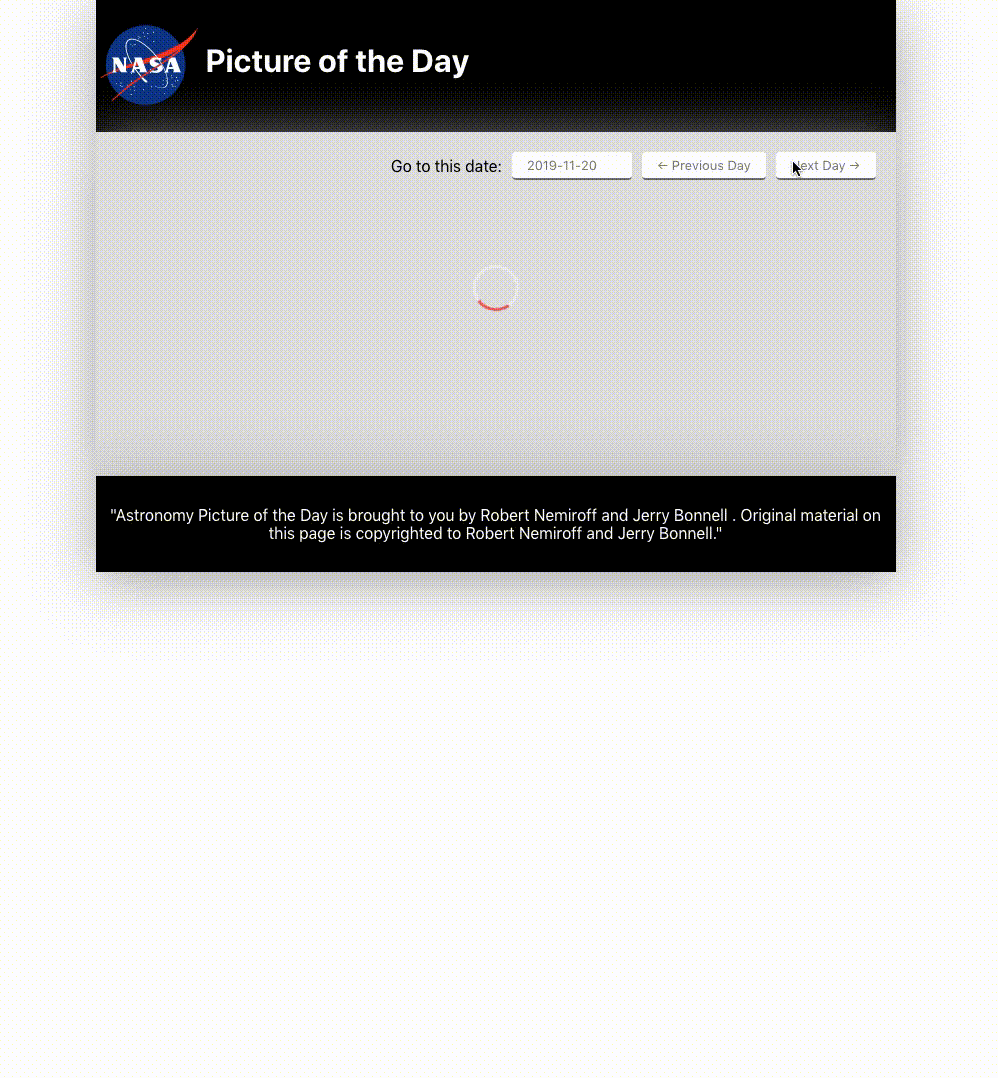 NASA
Picture of the Day
Go to this date: 2019-11-20 ← Previous Day Next Day →
"Astronomy Picture of the Day is brought to you by Robert Nemiroff and Jerry Bonnell . Original material on
this page is copyrighted to Robert Nemiroff and Jerry Bonnell."